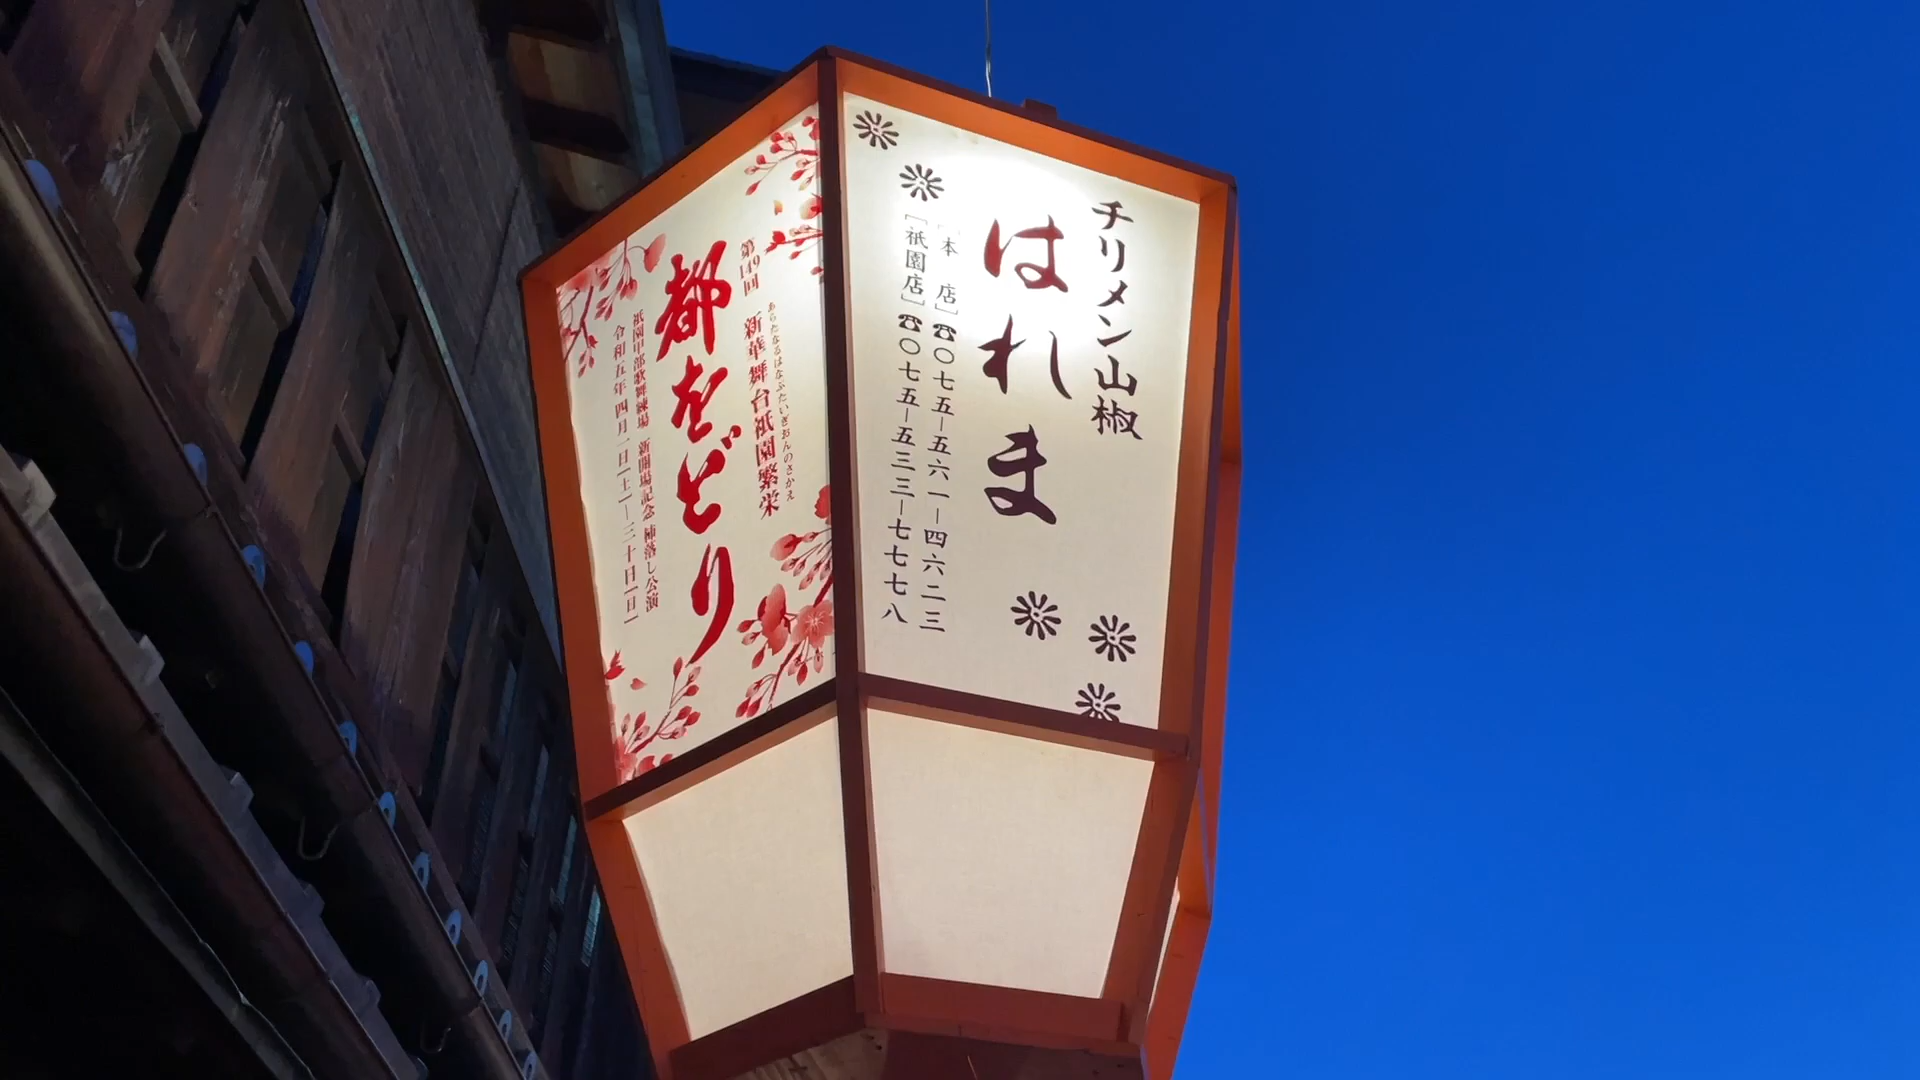 チリメン山椒
はれま
［本　店］☎〇七五―五六一―四六二三
［祇園店］☎〇七五―五三三―七七七八
第149回
あらたなるはなぶたいぎおんのさかえ
新華舞台祇園繁栄
都をどり
祇園甲部歌舞練場　新開場記念　杮落し公演
令和五年四月一日［土］―三十日［日］